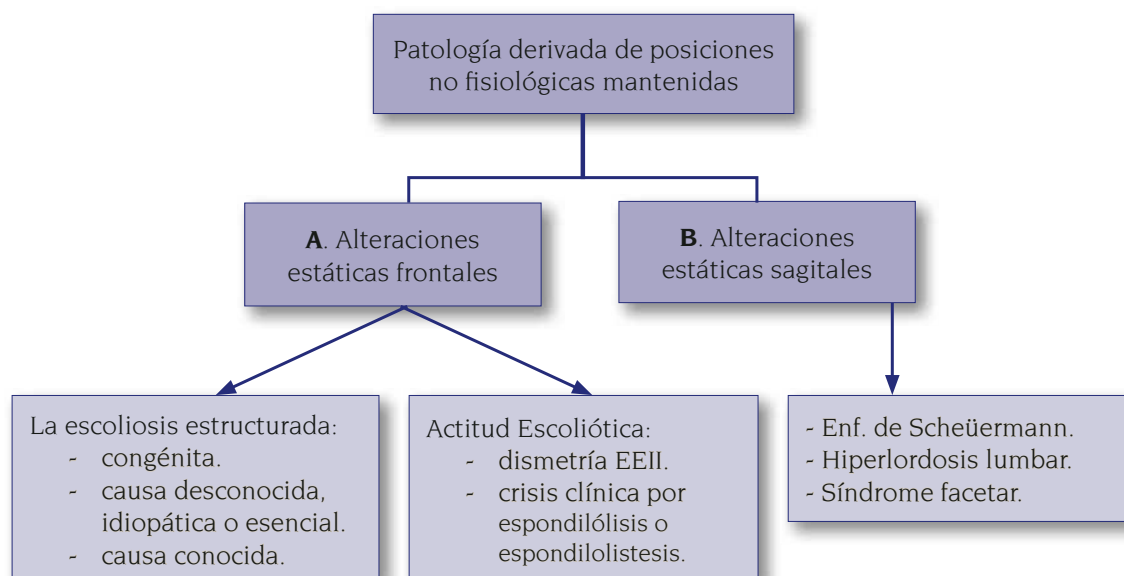 Patología derivada de posiciones
no fisiológicas mantenidas
A. Alteraciones
estáticas frontales
B. Alteraciones
estáticas sagitales
La escoliosis estructurada:
- congénita.
- causa desconocida,
idiopática o esencial.
- causa conocida.
Actitud Escoliótica:
- dismetría EEII.
- crisis clínica por
espondilólisis o
espondilolistesis.
- Enf. de Scheüermann.
- Hiperlordosis lumbar.
- Síndrome facetar.